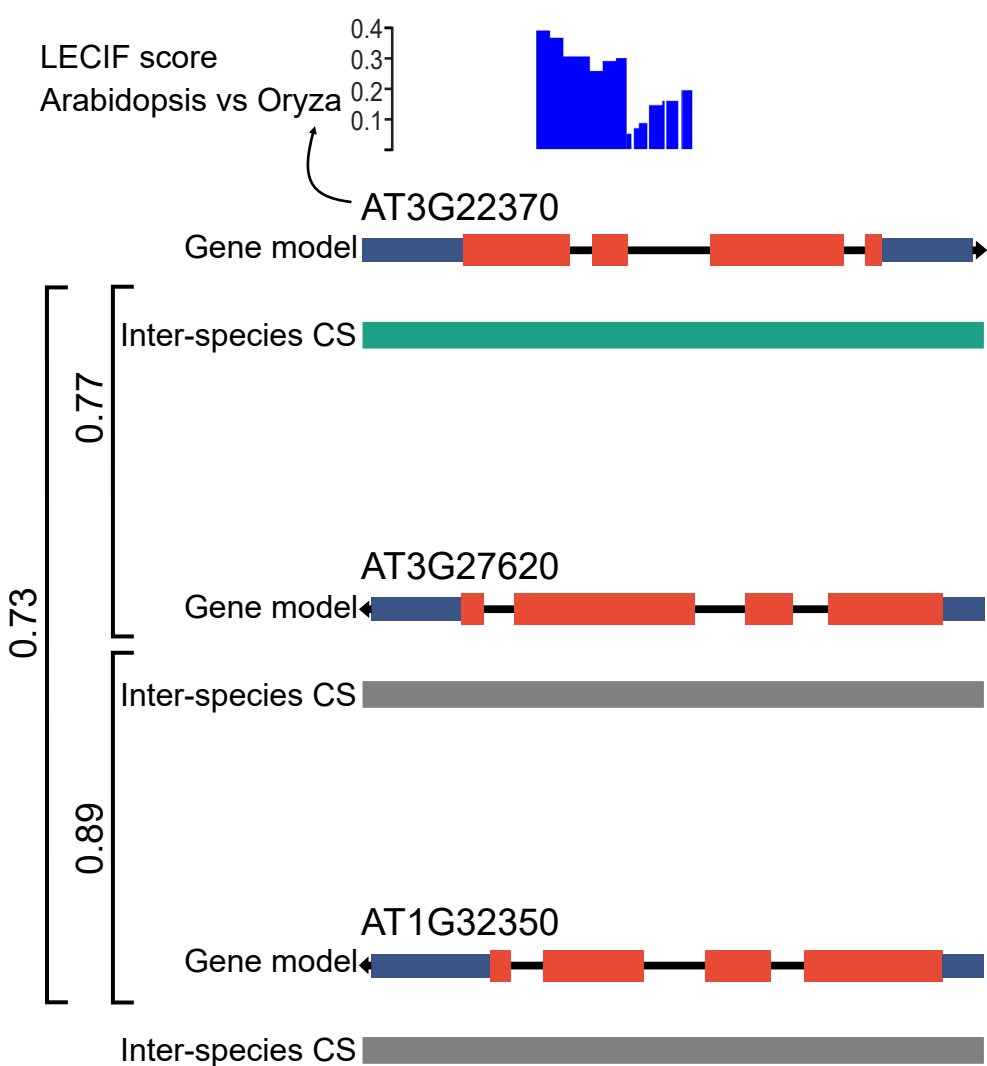 LECIF score
Arabidopsis vs Oryza
0.4
0.3
0.2
0.1
AT3G22370
Gene model
Inter-species CS
0.77
AT3G27620
Gene model
0.73
Inter-species CS
0.89
AT1G32350
Gene model
Inter-species CS